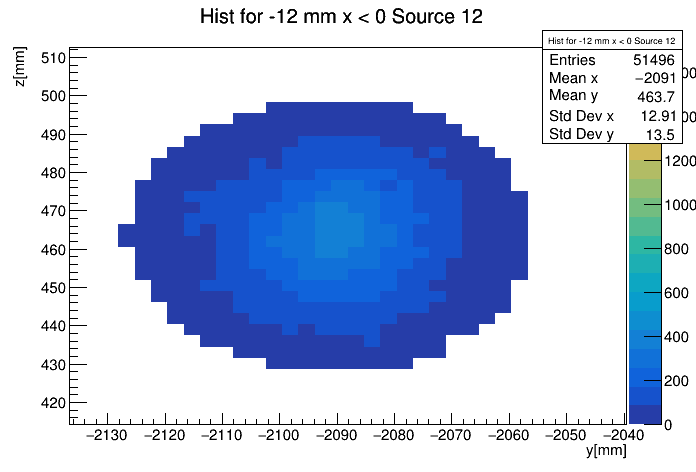 Hist for -12 mm x < 0 Source 12
Hist for -12 mm x < 0 Source 12
Entries 51496
Mean x −2091
Mean y 463.7
Std Dev x 12.91
Std Dev y 13.5
z[mm]
510
500
490
480
470
460
450
440
430
420
−2130 −2120 −2110 −2100 −2090 −2080 −2070 −2060 −2050 −2040
y[mm]
1200
1000
800
600
400
200
0